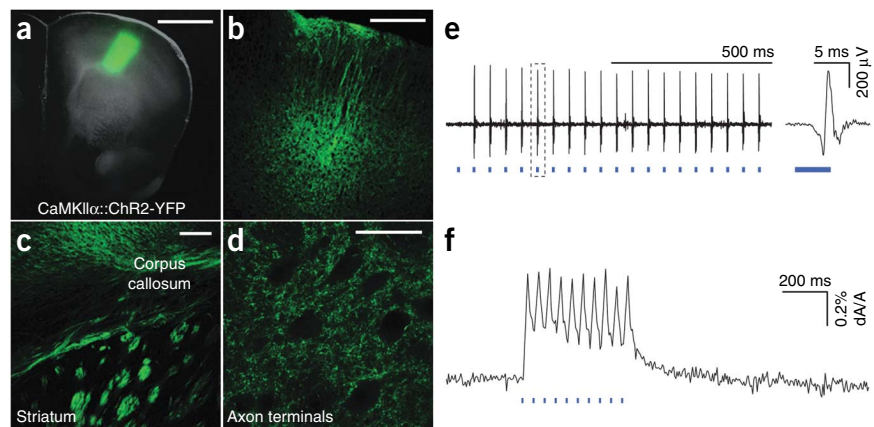 a
b
CaMKIIα::ChR2-YFP
c
Corpus
callosum
Striatum
d
Axon terminals
e
500 ms
5 ms
200 µV
f
200 ms
0.2%
dA/A